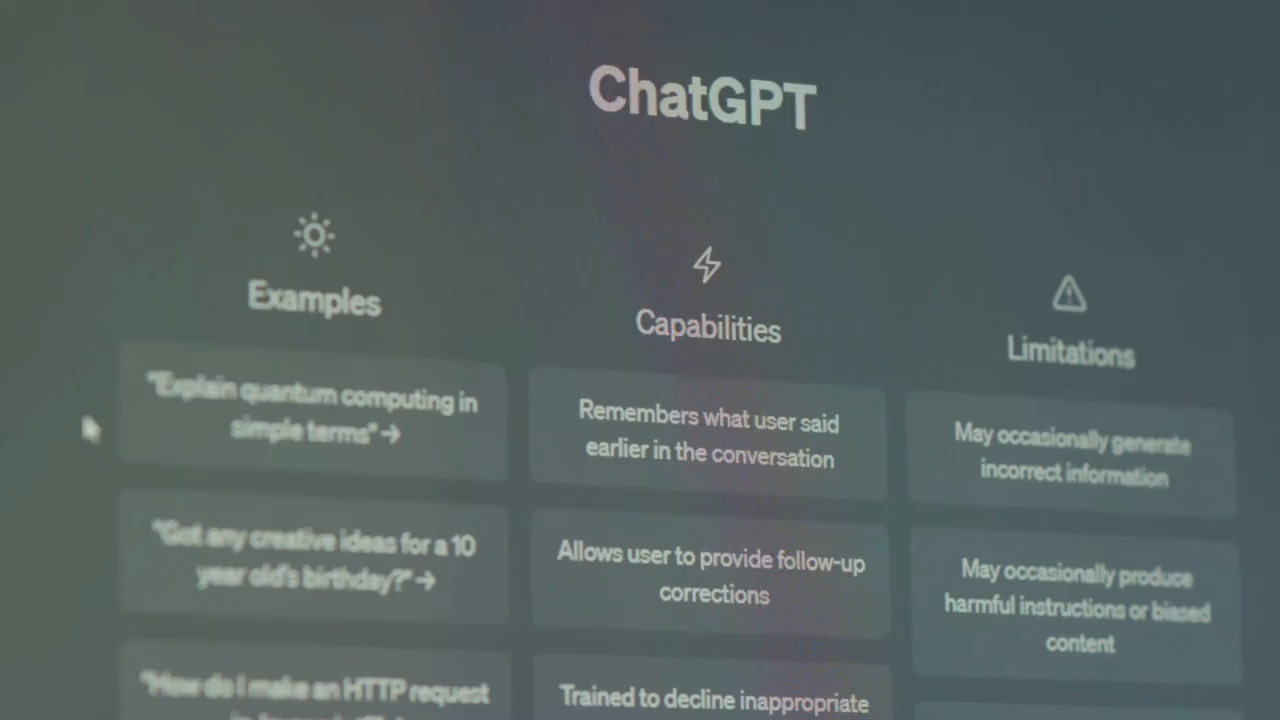 ChatGPT
Examples
"Explain quantum computing in
simple terms" →
"Got any creative ideas for a 10
year old's birthday?" →
"How do I make an HTTP request
Capabilities
Remembers what user said
earlier in the conversation
Allows user to provide follow-up
corrections
Trained to decline inappropriate
Limitations
May occasionally generate
incorrect information
May occasionally produce
harmful instructions or biased
content